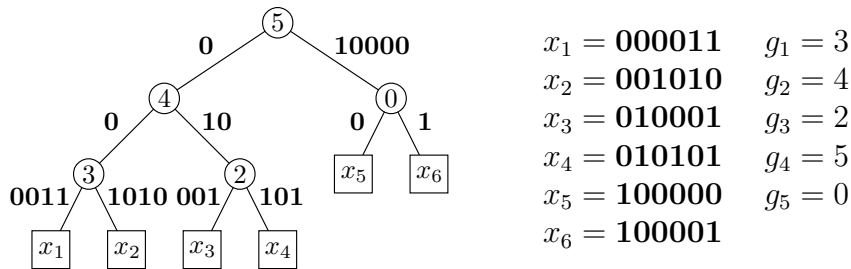 5
0 10000
4 0
0 10 0 1
3 2 x₅ x₆
0011 1010 001 101
x₁ x₂ x₃ x₄
x₁ = 000011 g₁ = 3
x₂ = 001010 g₂ = 4
x₃ = 010001 g₃ = 2
x₄ = 010101 g₄ = 5
x₅ = 100000 g₅ = 0
x₆ = 100001